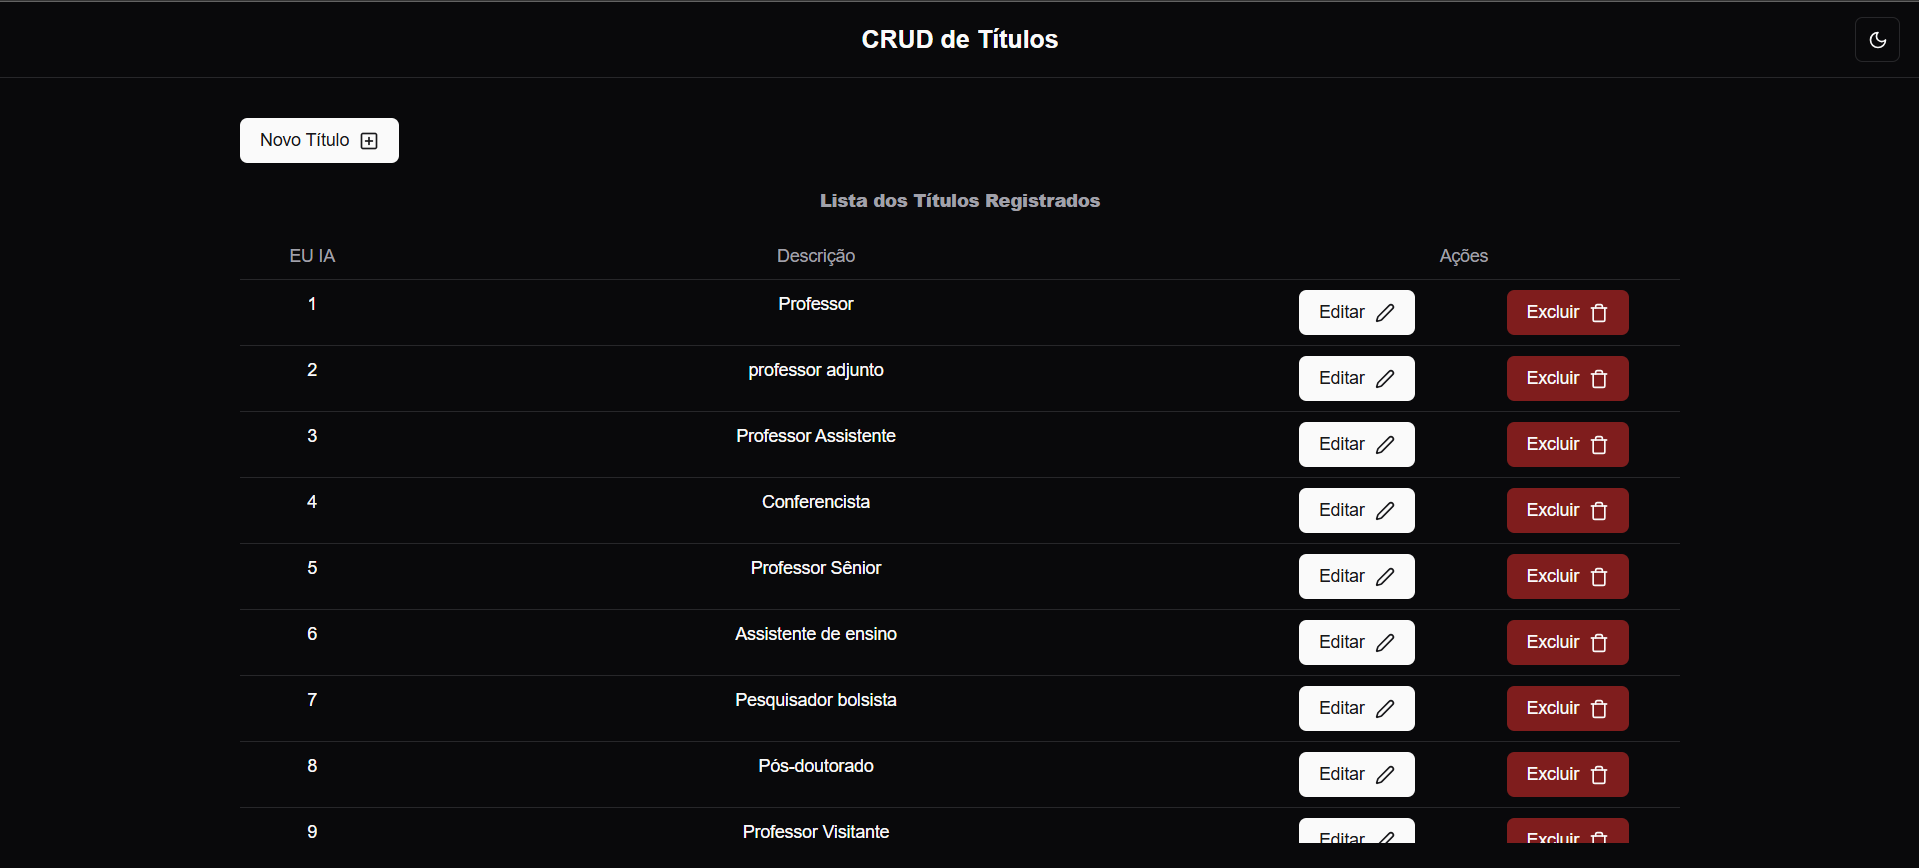 CRUD de Títulos
Novo Título
Lista dos Títulos Registrados
EU IA Descrição Ações
1 Professor Editar Excluir
2 professor adjunto Editar Excluir
3 Professor Assistente Editar Excluir
4 Conferencista Editar Excluir
5 Professor Sênior Editar Excluir
6 Assistente de ensino Editar Excluir
7 Pesquisador bolsista Editar Excluir
8 Pós-doutorado Editar Excluir
9 Professor Visitante Editar Excluir